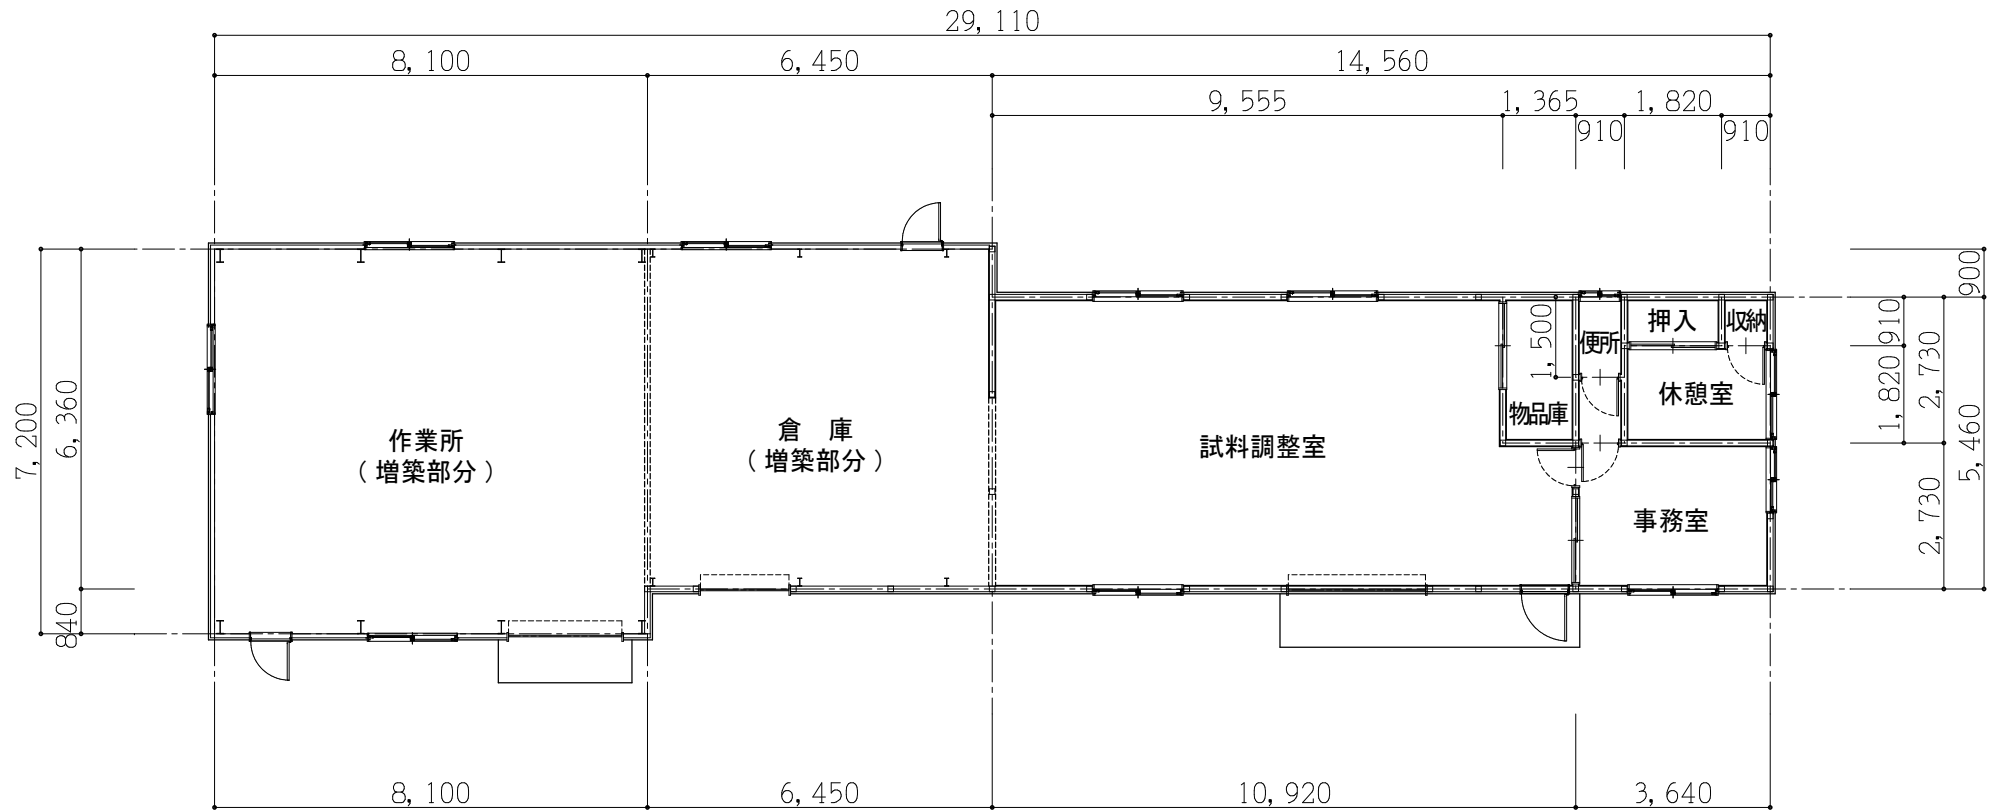 29,110
8,100
6,450
14,560
9,555
1,365
1,820
910
910
900
押入
収納
便所
1,500
910
2,730
1,820
休憩室
物品庫
7,200
6,360
作業所
(増築部分)
倉　庫
(増築部分)
試料調整室
5,460
事務室
2,730
840
8,100
6,450
10,920
3,640